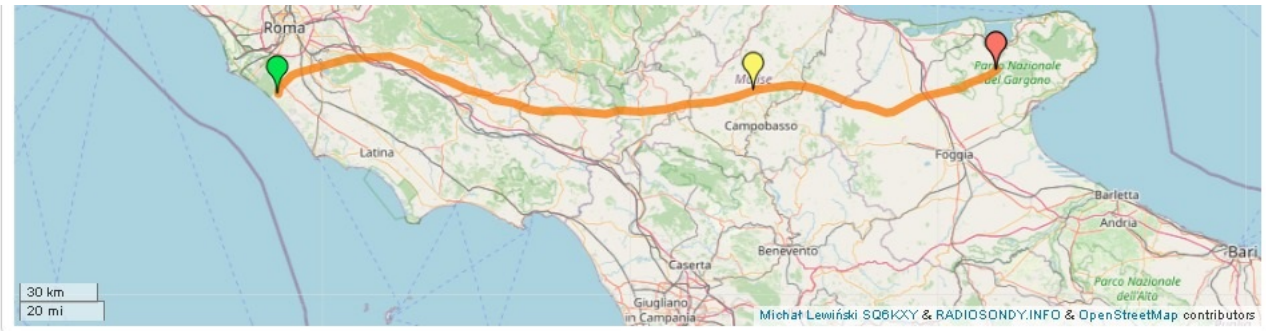 Roma
Parco Nazionale
del Gargano
Molise
Campobasso
Latina
Foggia
Barletta
Andria
Benevento
Bari
Caserta
Parco Nazionale
dell'Alto
30 km
20 mi
Giugliano
in Campania
Michał Lewiński SQ6KXY & RADIOSONDY.INFO & OpenStreetMap contributors